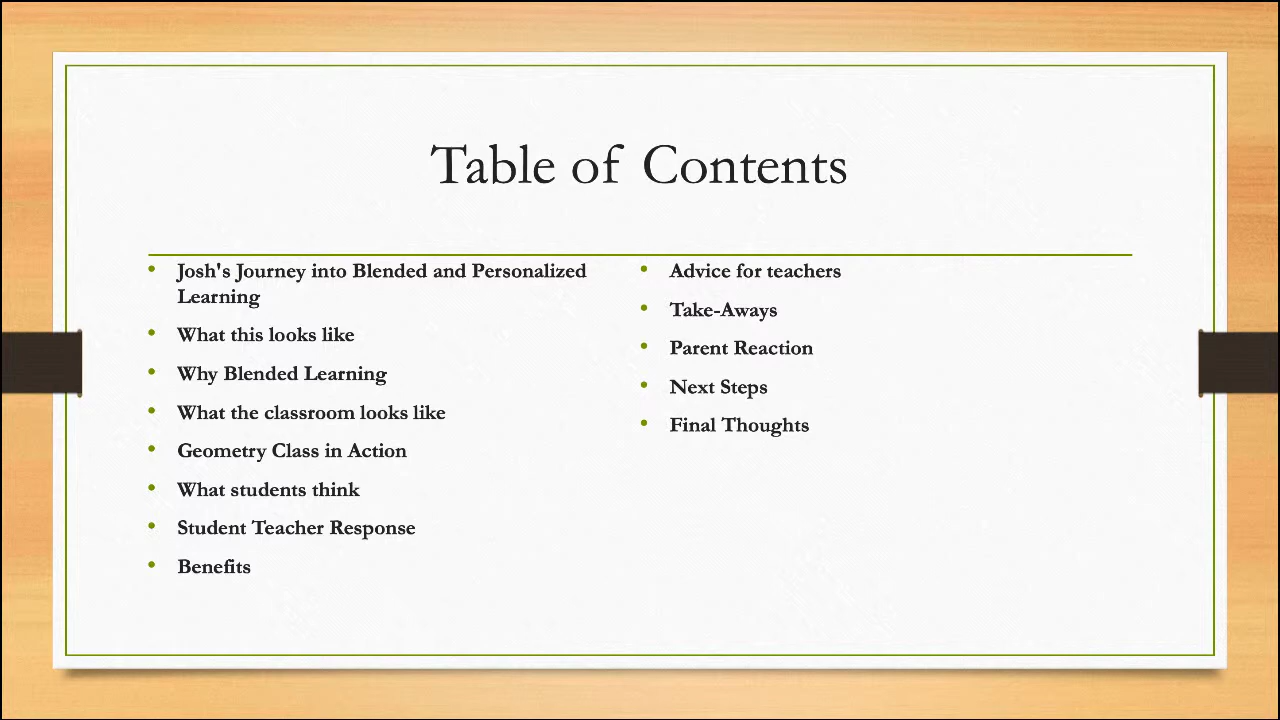 Table of Contents
Josh's Journey into Blended and Personalized
Learning
What this looks like
Why Blended Learning
What the classroom looks like
Geometry Class in Action
What students think
Student Teacher Response
Benefits
Advice for teachers
Take-Aways
Parent Reaction
Next Steps
Final Thoughts